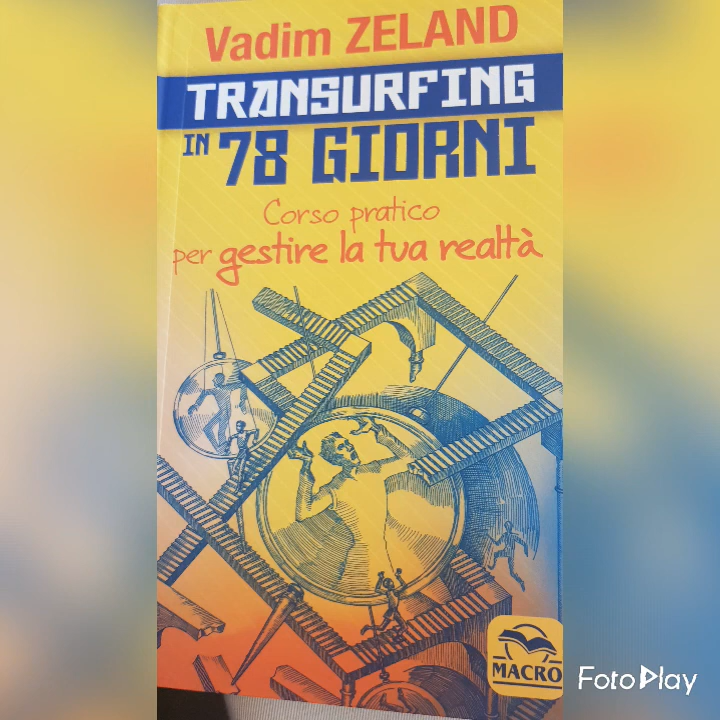 Vadim ZELAND
TRANSURFING
IN 78 GIORNI
Corso pratico
per gestire la tua realtà
MACRO
FotoPlay